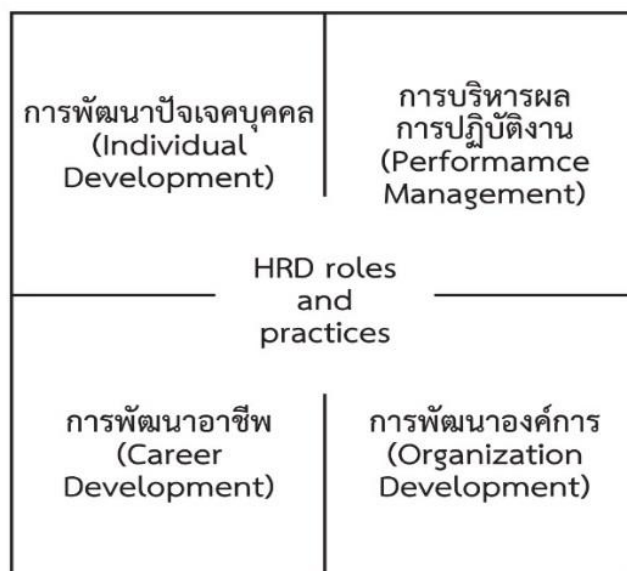 การพัฒนาปัจเจคบุคคล
(Individual
Development)
การบริหารผล
การปฏิบัติงาน
(Performamce
Management)
HRD roles
and
practices
การพัฒนาอาชีพ
(Career
Development)
การพัฒนาองค์การ
(Organization
Development)